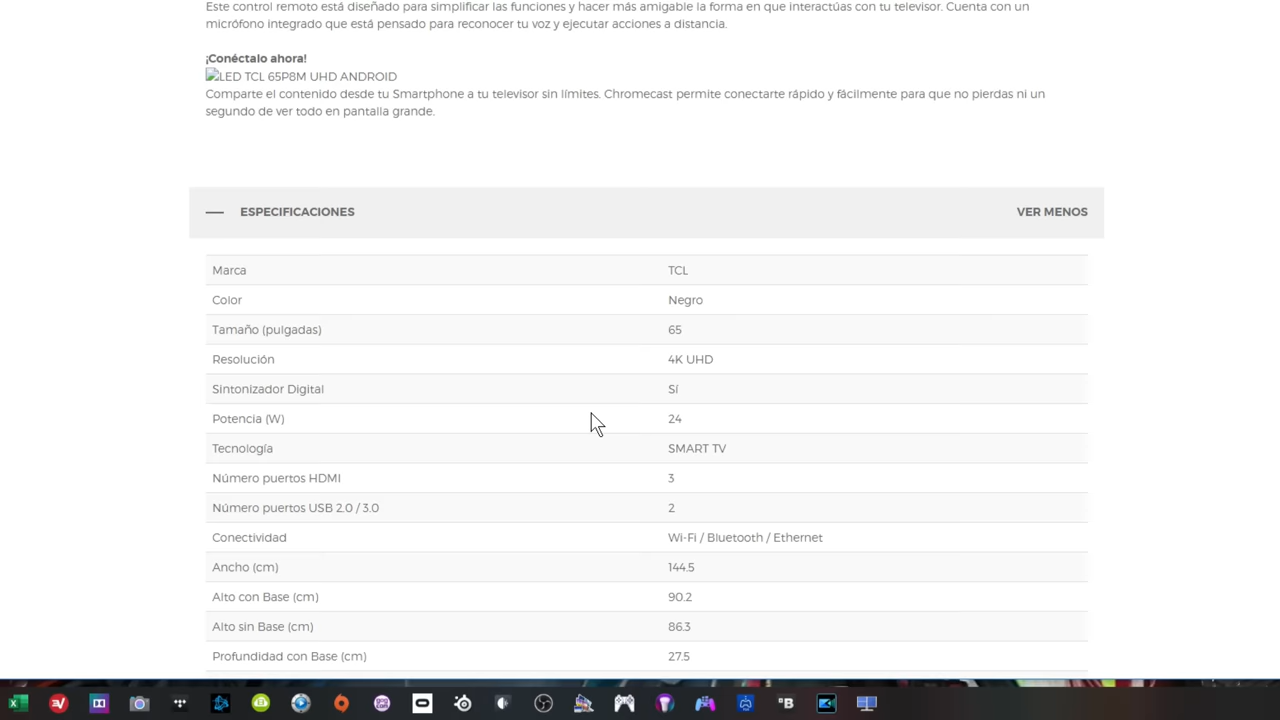 Este control remoto está diseñado para simplificar las funciones y hacer más amigable la forma en que interactúas con tu televisor. Cuenta con un
micrófono integrado que está pensado para reconocer tu voz y ejecutar acciones a distancia.
¡Conéctalo ahora!
LED TCL 65P8M UHD ANDROID
Comparte el contenido desde tu Smartphone a tu televisor sin límites. Chromecast permite conectarte rápido y fácilmente para que no pierdas ni un
segundo de ver todo en pantalla grande.
ESPECIFICACIONES VER MENOS
Marca TCL
Color Negro
Tamaño (pulgadas) 65
Resolución 4K UHD
Sintonizador Digital Sí
Potencia (W) 24
Tecnología SMART TV
Número puertos HDMI 3
Número puertos USB 2.0 / 3.0 2
Conectividad Wi-Fi / Bluetooth / Ethernet
Ancho (cm) 144.5
Alto con Base (cm) 90.2
Alto sin Base (cm) 86.3
Profundidad con Base (cm) 27.5